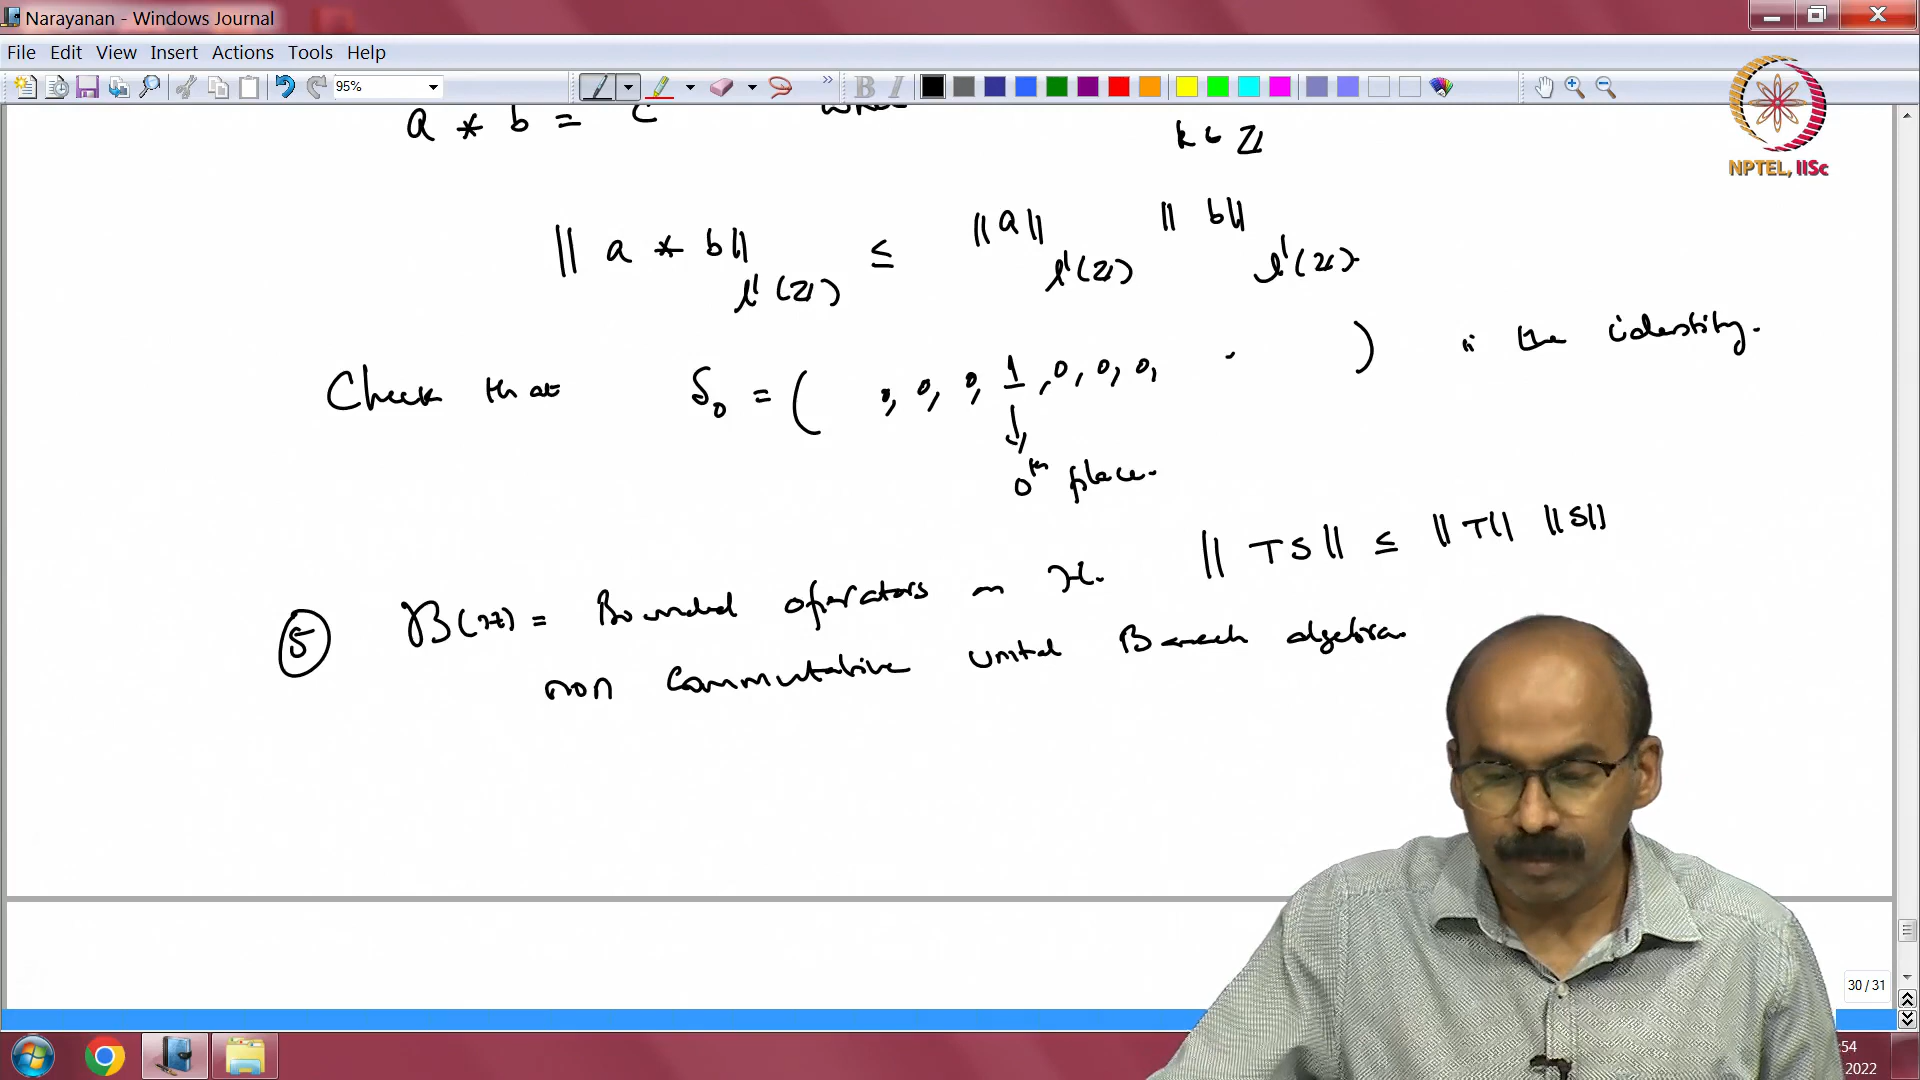 Narayanan - Windows Journal
File Edit View Insert Actions Tools Help
95%
B I
NPTEL, IISc
a * b = c
k ∈ ℤ
|| a * b ||_{l¹(ℤ)} ≤ ||a||_{l¹(ℤ)} || b ||_{l¹(ℤ)}
Check that δ₀ = ( 0, 0, 0, 1, 0, 0, 0, . ) is the identity.
0th place.
|| TS || ≤ || T || || S ||
⑤ B(H) = Bounded operators on H.
non commutative unital Banach algebra
30 / 31
:54
2022